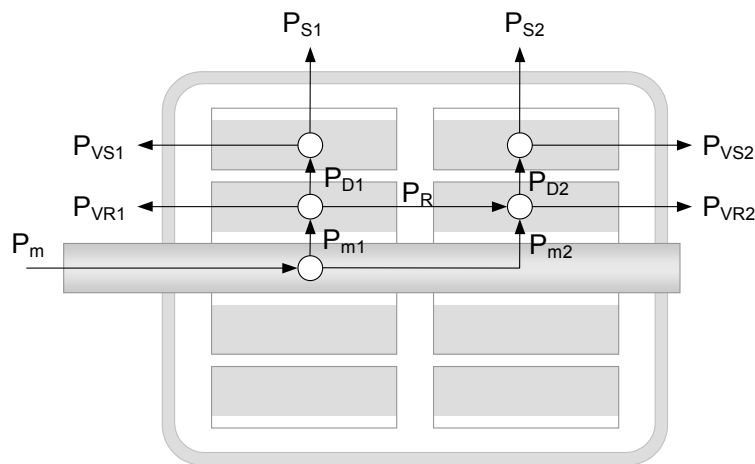 P_S1 P_S2
P_VS1 P_VS2
P_D1 P_R P_D2
P_VR1 P_VR2
P_m P_m1 P_m2